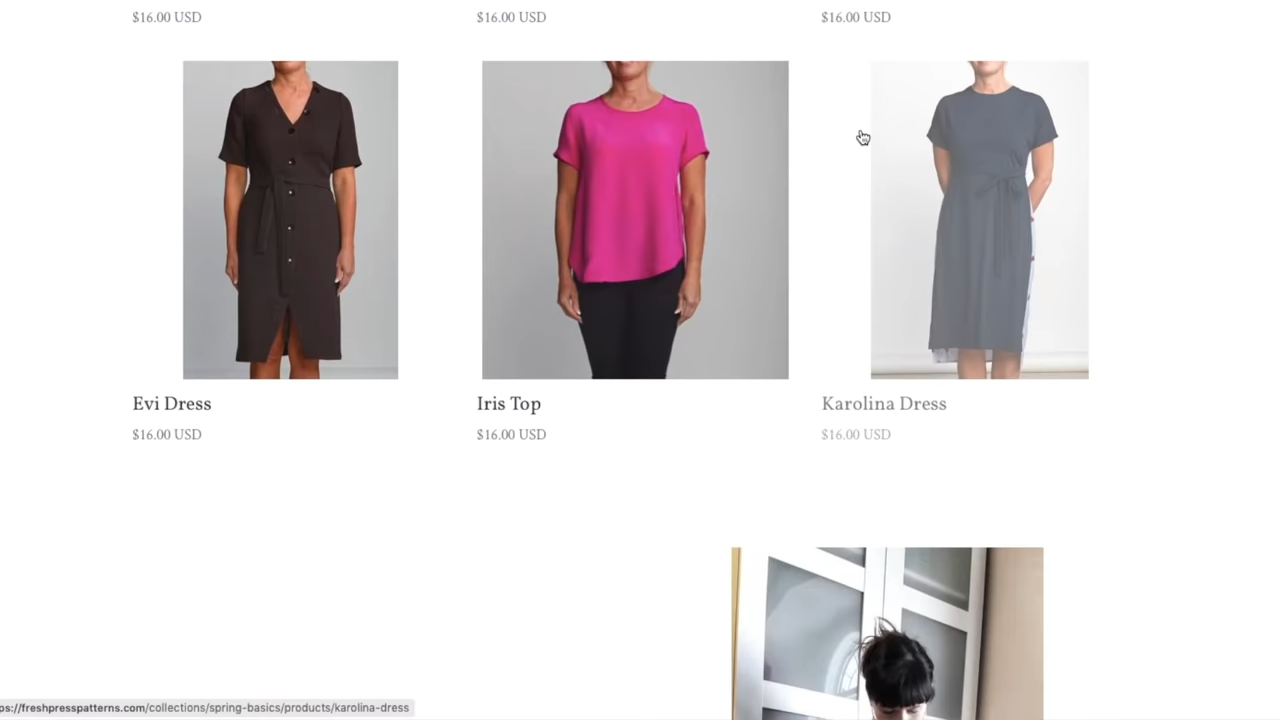 $16.00 USD
$16.00 USD
$16.00 USD
Evi Dress
Iris Top
Karolina Dress
$16.00 USD
$16.00 USD
$16.00 USD
ps://freshpresspatterns.com/collections/spring-basics/products/karolina-dress